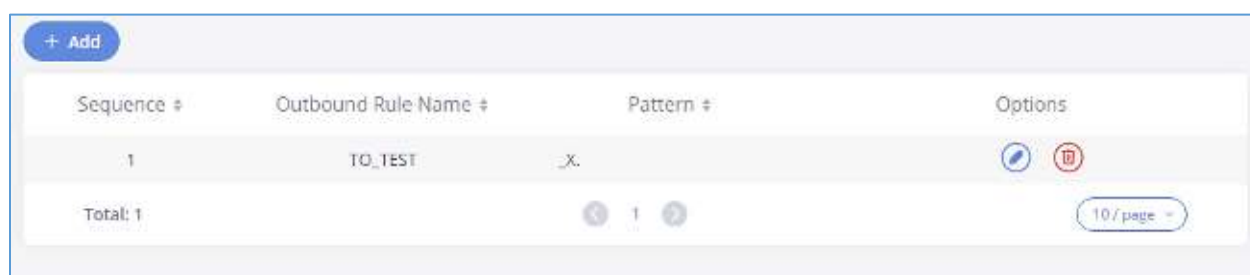 + Add
Sequence Outbound Rule Name Pattern Options
1 TO_TEST _X.
Total: 1 1 10 / page